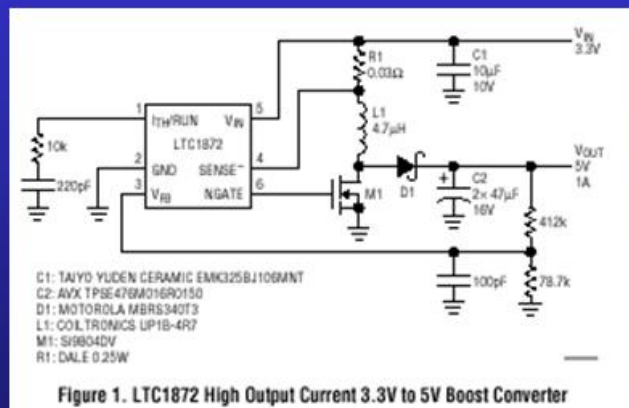 VIN
3.3V
R1
0.03Ω
C1
10µF
10V
1
ITH/RUN
VIN
5
L1
4.7µH
10k
LTC1872
2
GND
SENSE–
4
VOUT
5V
1A
220pF
3
VFB
NGATE
6
M1
D1
+
C2
2× 47µF
16V
412k
100pF
78.7k
C1: TAIYO YUDEN CERAMIC EMK325BJ106MNT
C2: AVX TPSE476M016R0150
D1: MOTOROLA MBRS340T3
L1: COILTRONICS UP1B-4R7
M1: Si9804DV
R1: DALE 0.25W
Figure 1. LTC1872 High Output Current 3.3V to 5V Boost Converter